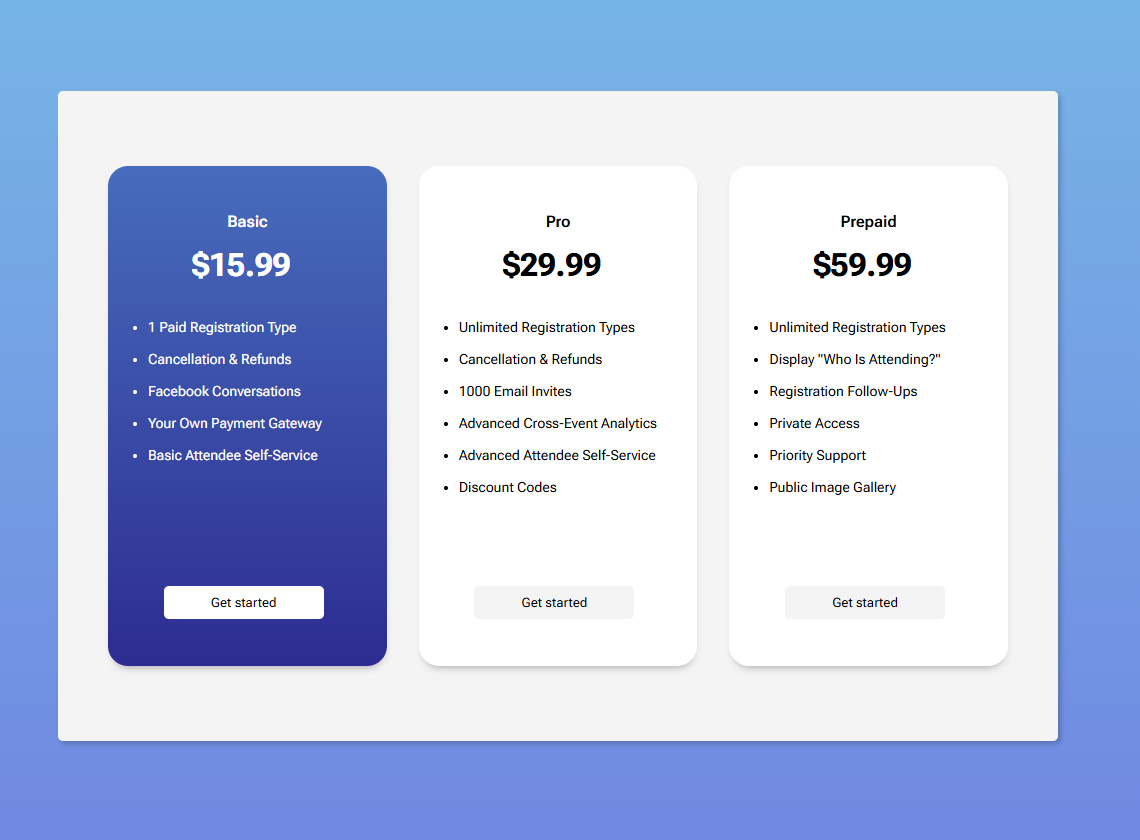 Basic
$15.99
1 Paid Registration Type
Cancellation & Refunds
Facebook Conversations
Your Own Payment Gateway
Basic Attendee Self-Service
Get started
Pro
$29.99
Unlimited Registration Types
Cancellation & Refunds
1000 Email Invites
Advanced Cross-Event Analytics
Advanced Attendee Self-Service
Discount Codes
Get started
Prepaid
$59.99
Unlimited Registration Types
Display "Who Is Attending?"
Registration Follow-Ups
Private Access
Priority Support
Public Image Gallery
Get started